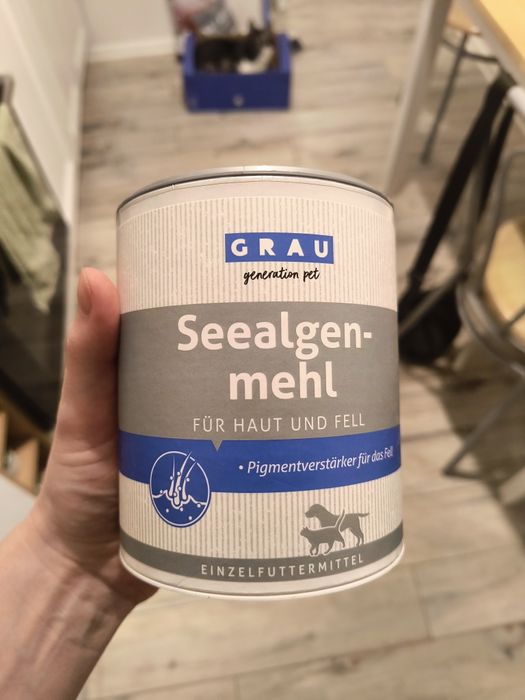 GRAU
generation pet
Seealgen-
mehl
FÜR HAUT UND FELL
• Pigmentverstärker für das Fell
EINZELFUTTERMITTEL